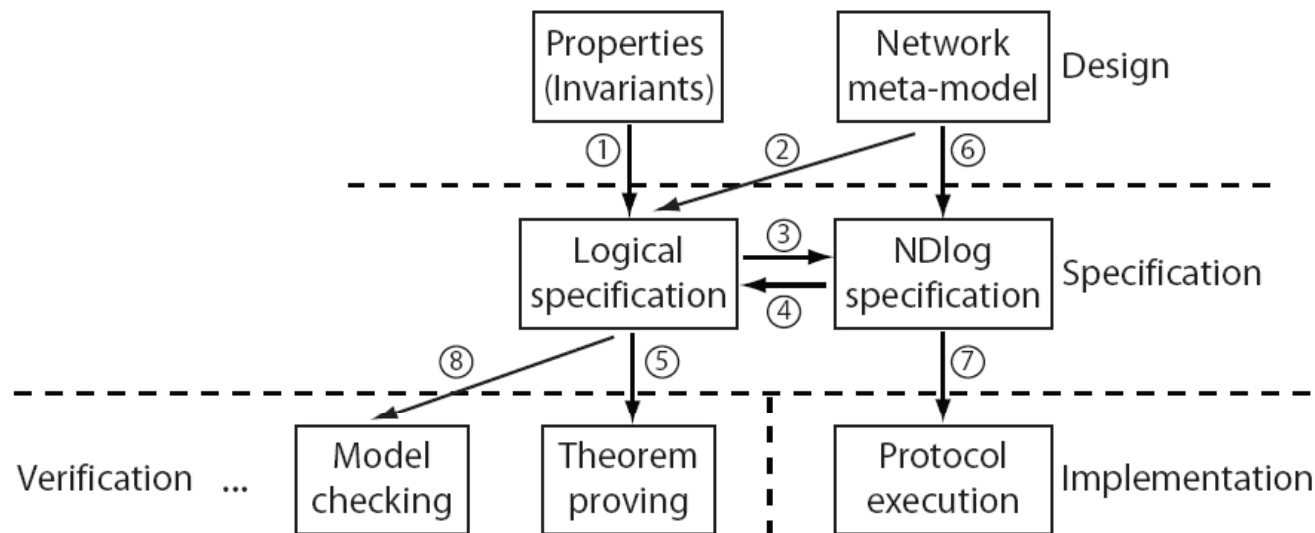 Properties
(Invariants)
Network
meta-model
Design
①
②
⑥
Logical
specification
③
④
NDlog
specification
Specification
⑧
⑤
⑦
Verification ...
Model
checking
Theorem
proving
Protocol
execution
Implementation